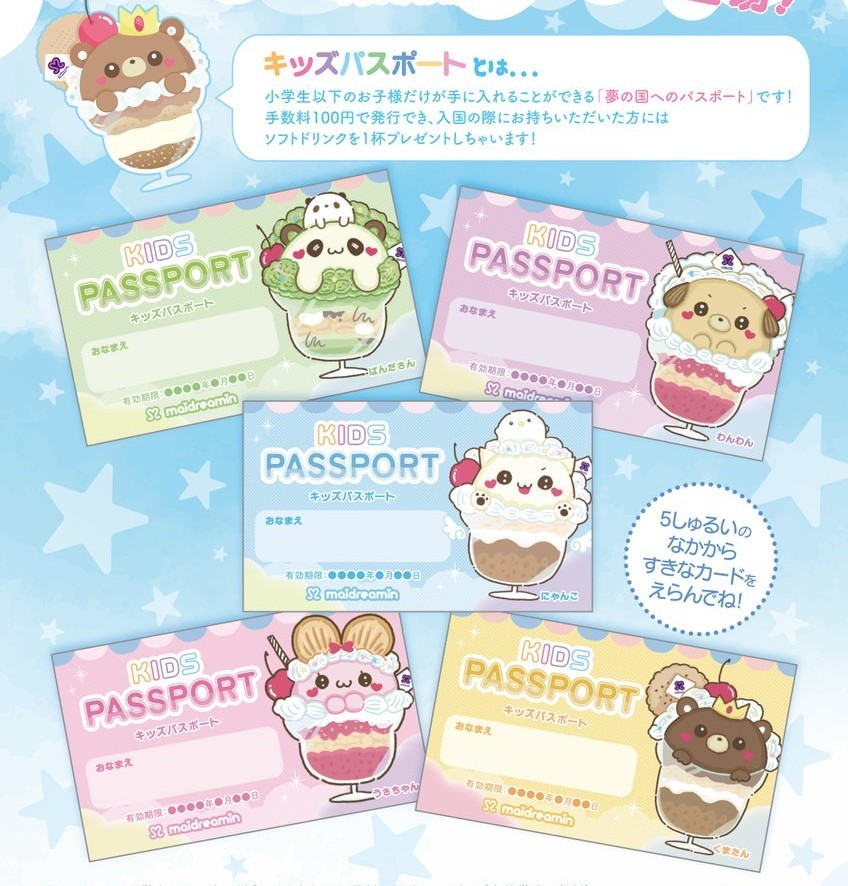 キッズパスポートとは...
小学生以下のお子様だけが手に入れることができる「夢の国へのパスポート」です!
手数料100円で発行でき、入国の際にお持ちいただいた方には
ソフトドリンクを1杯プレゼントしちゃいます!
KIDS
PASSPORT
キッズパスポート
おなまえ
有効期限:●●●●年●月●●日
maidreamin
ぱんださん
KIDS
PASSPORT
キッズパスポート
おなまえ
有効期限:●●●●年●月●●日
maidreamin
わんわん
KIDS
PASSPORT
キッズパスポート
おなまえ
有効期限:●●●●年●月●●日
maidreamin
にゃんこ
5しゅるいの
なかから
すきなカードを
えらんでね!
KIDS
PASSPORT
キッズパスポート
おなまえ
有効期限:●●●●年●月●●日
maidreamin
うさちゃん
KIDS
PASSPORT
キッズパスポート
おなまえ
有効期限:●●●●年●月●●日
maidreamin
くまたん